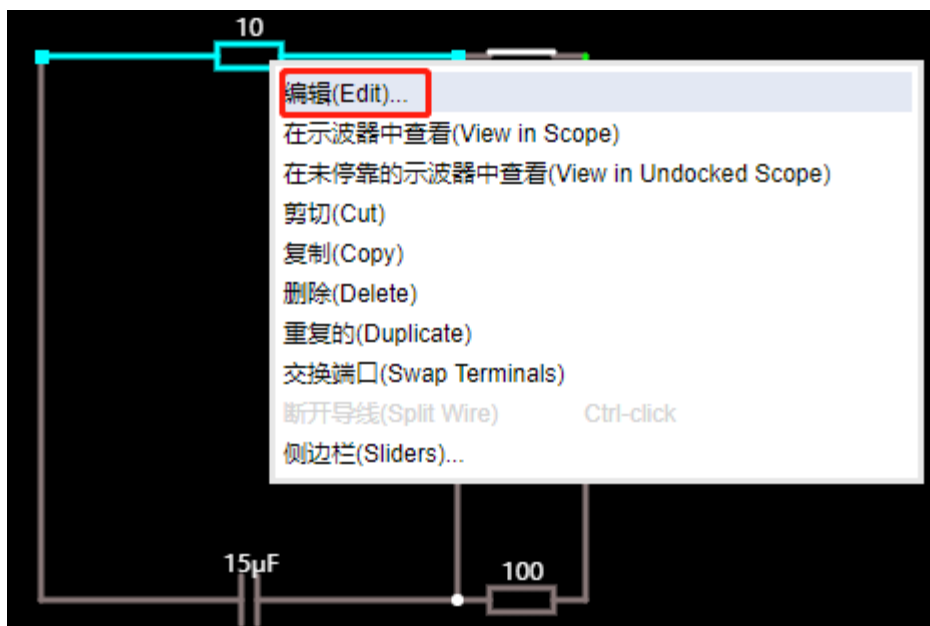 10
编辑(Edit)...
在示波器中查看(View in Scope)
在未停靠的示波器中查看(View in Undocked Scope)
剪切(Cut)
复制(Copy)
删除(Delete)
重复的(Duplicate)
交换端口(Swap Terminals)
断开导线(Split Wire) Ctrl-click
侧边栏(Sliders)...
15μF
100